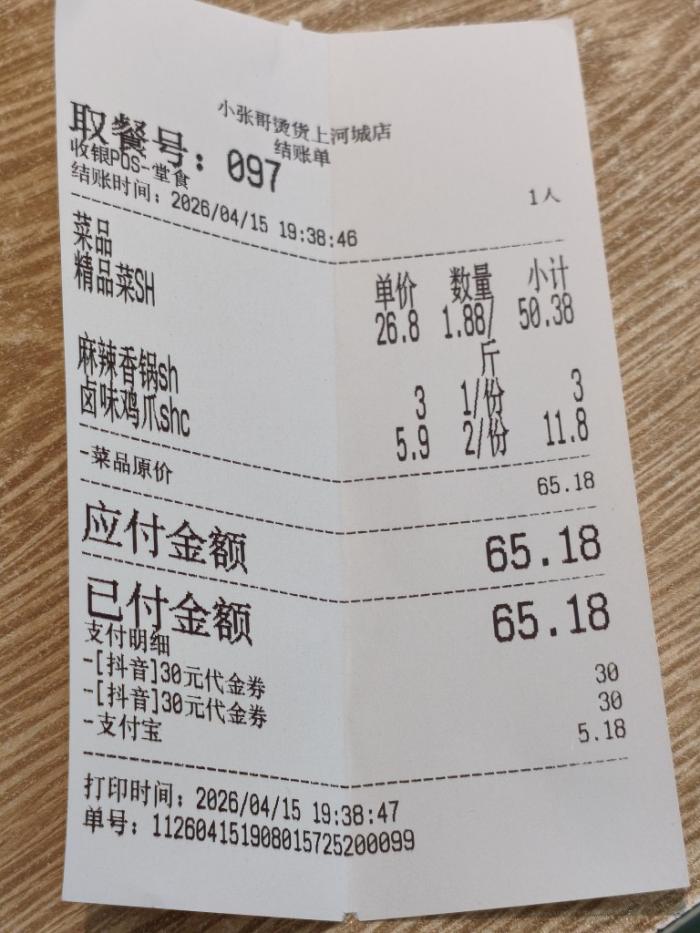 小张哥烫货上河城店
结账单
取餐号：097
收银POS-堂食 1人
结账时间：2026/04/15 19:38:46
菜品 单价 数量 小计
精品菜SH 26.8 1.88/斤 50.38
麻辣香锅sh 3 1/份 3
卤味鸡爪shc 5.9 2/份 11.8
-菜品原价 65.18
应付金额 65.18
已付金额 65.18
支付明细
-[抖音]30元代金券 30
-[抖音]30元代金券 30
-支付宝 5.18
打印时间：2026/04/15 19:38:47
单号：1126041519080157252​00099